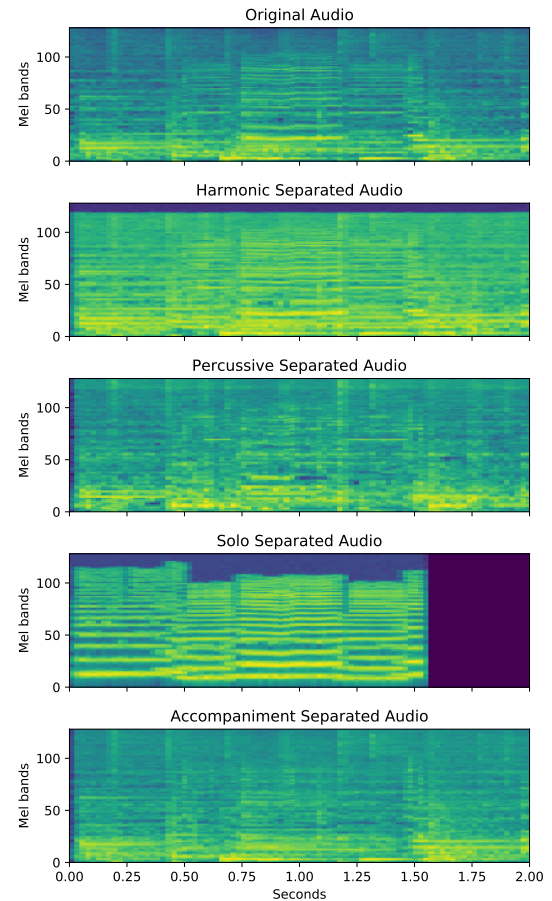 Original Audio
100
50
0
Mel bands
Harmonic Separated Audio
100
50
0
Mel bands
Percussive Separated Audio
100
50
0
Mel bands
Solo Separated Audio
100
50
0
Mel bands
Accompaniment Separated Audio
100
50
0
Mel bands
0.00 0.25 0.50 0.75 1.00 1.25 1.50 1.75 2.00
Seconds